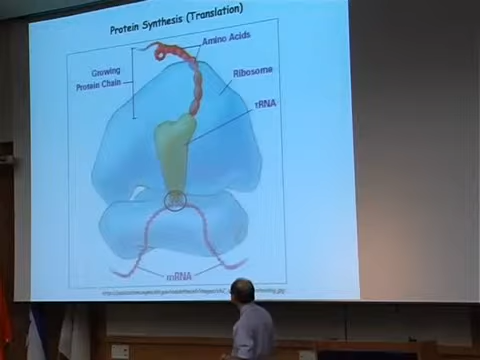 Protein Synthesis (Translation)
Amino Acids
Growing
Protein Chain
Ribosome
tRNA
mRNA